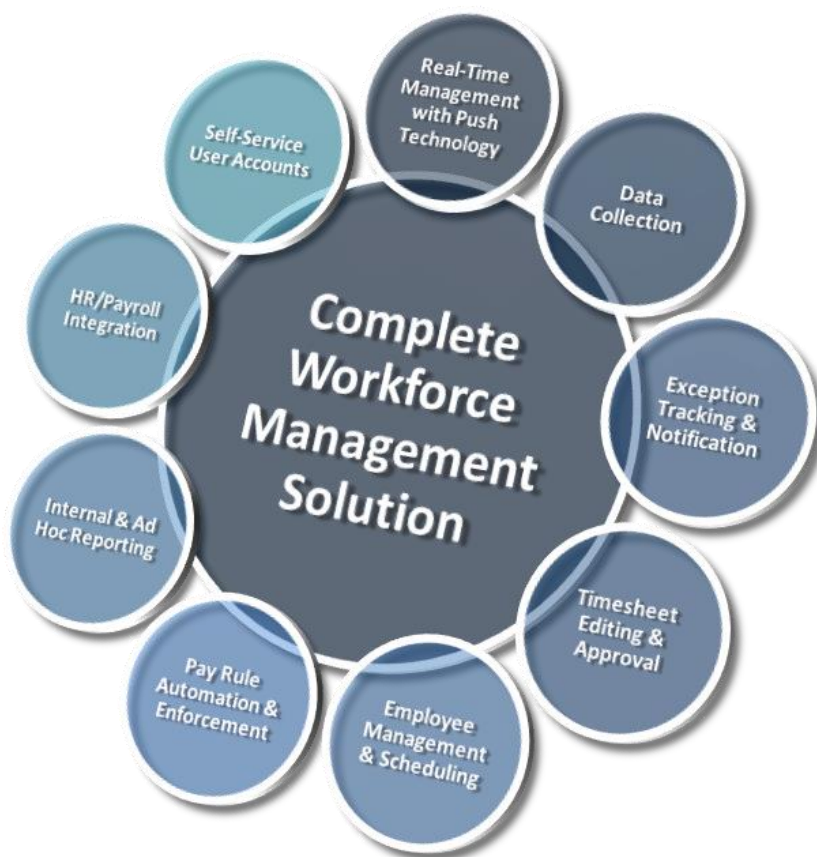 Complete
Workforce
Management
Solution
Real-Time
Management
with Push
Technology
Data
Collection
Exception
Tracking &
Notification
Timesheet
Editing &
Approval
Employee
Management
& Scheduling
Pay Rule
Automation &
Enforcement
Internal & Ad
Hoc Reporting
HR/Payroll
Integration
Self-Service
User Accounts